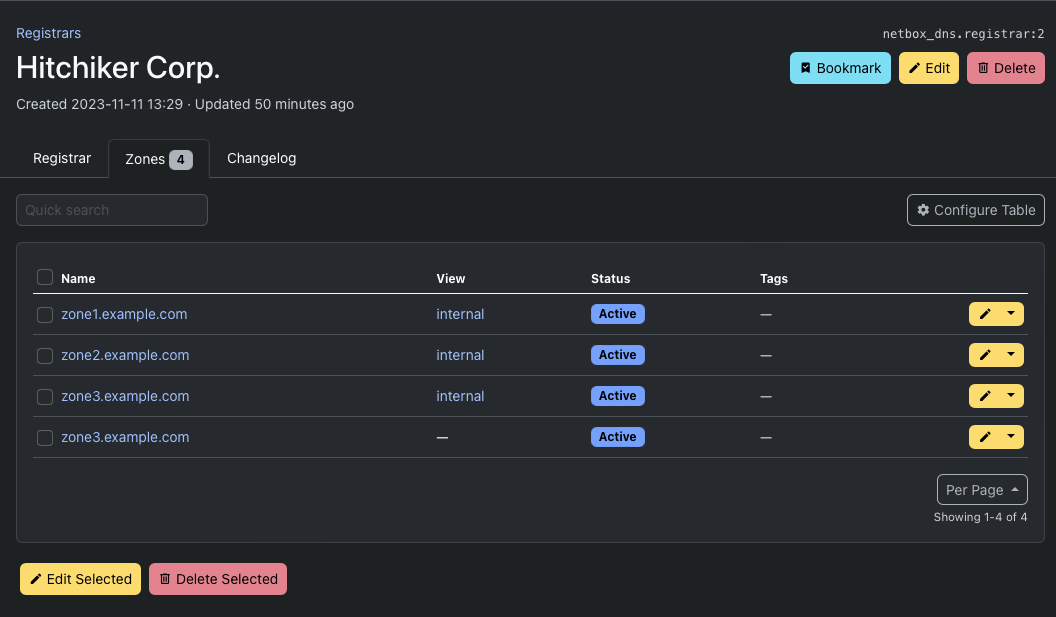 Registrars
netbox_dns.registrar:2
Hitchiker Corp.
Bookmark Edit Delete
Created 2023-11-11 13:29 · Updated 50 minutes ago
Registrar Zones 4 Changelog
Quick search
Configure Table
Name View Status Tags
zone1.example.com internal Active —
zone2.example.com internal Active —
zone3.example.com internal Active —
zone3.example.com — Active —
Per Page
Showing 1-4 of 4
Edit Selected Delete Selected